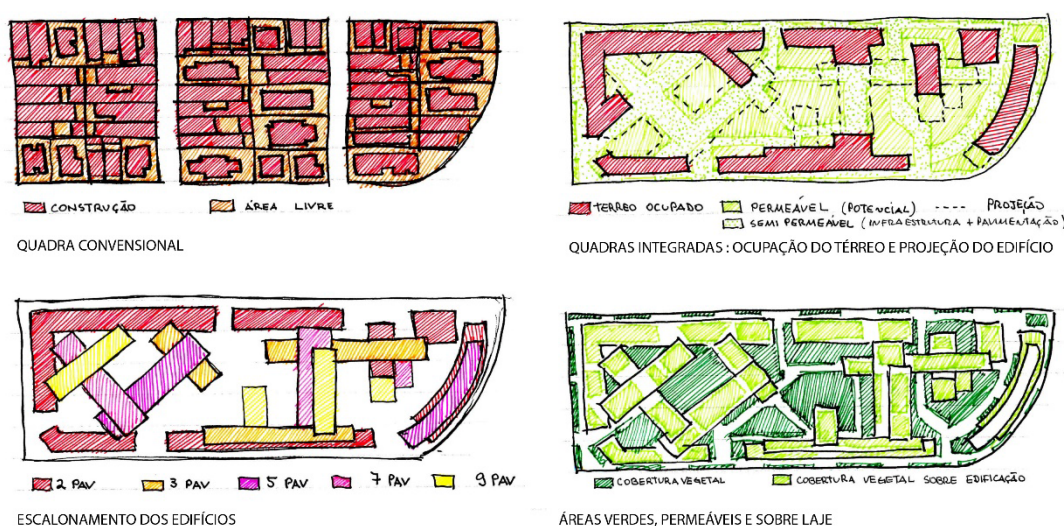 CONSTRUÇÃO ÁREA LIVRE
QUADRA CONVENSIONAL
TERREO OCUPADO PERMEÁVEL (POTENCIAL) ---- PROJEÇÃO
SEMI PERMEÁVEL (INFRAESTRUTURA + PAVIMENTAÇÃO)
QUADRAS INTEGRADAS : OCUPAÇÃO DO TÉRREO E PROJEÇÃO DO EDIFÍCIO
2 PAV 3 PAV 5 PAV 7 PAV 9 PAV
ESCALONAMENTO DOS EDIFÍCIOS
COBERTURA VEGETAL COBERTURA VEGETAL SOBRE EDIFICAÇÃO
ÁREAS VERDES, PERMEÁVEIS E SOBRE LAJE